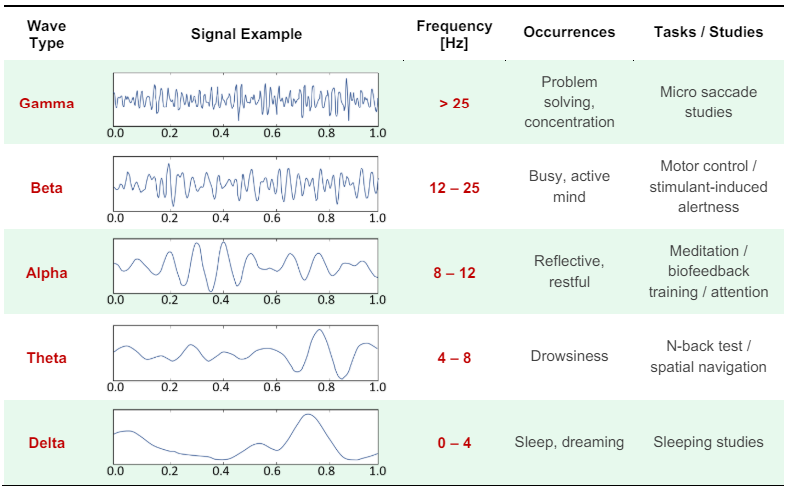 Wave Type
Signal Example
Frequency [Hz]
Occurrences
Tasks / Studies
Gamma
0.0 0.2 0.4 0.6 0.8 1.0
> 25
Problem
solving,
concentration
Micro saccade
studies
Beta
0.0 0.2 0.4 0.6 0.8 1.0
12 – 25
Busy, active
mind
Motor control /
stimulant-induced
alertness
Alpha
0.0 0.2 0.4 0.6 0.8 1.0
8 – 12
Reflective,
restful
Meditation /
biofeedback
training / attention
Theta
0.0 0.2 0.4 0.6 0.8 1.0
4 – 8
Drowsiness
N-back test /
spatial navigation
Delta
0.0 0.2 0.4 0.6 0.8 1.0
0 – 4
Sleep, dreaming
Sleeping studies